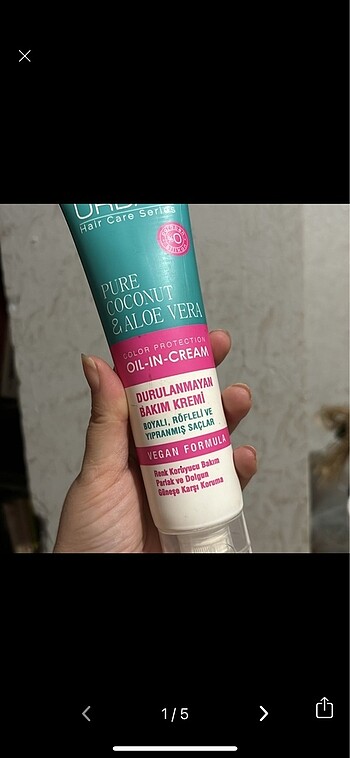 Hair Care Series
PURE
COCONUT
& ALOE VERA
COLOR PROTECTION
OIL-IN-CREAM
DURULANMAYAN
BAKIM KREMİ
BOYALI, RÖFLELİ VE
YIPRANMIŞ SAÇLAR
VEGAN FORMULA
Renk Koruyucu Bakım
Parlak ve Dolgun
Güneşe Karşı Koruma
1/5